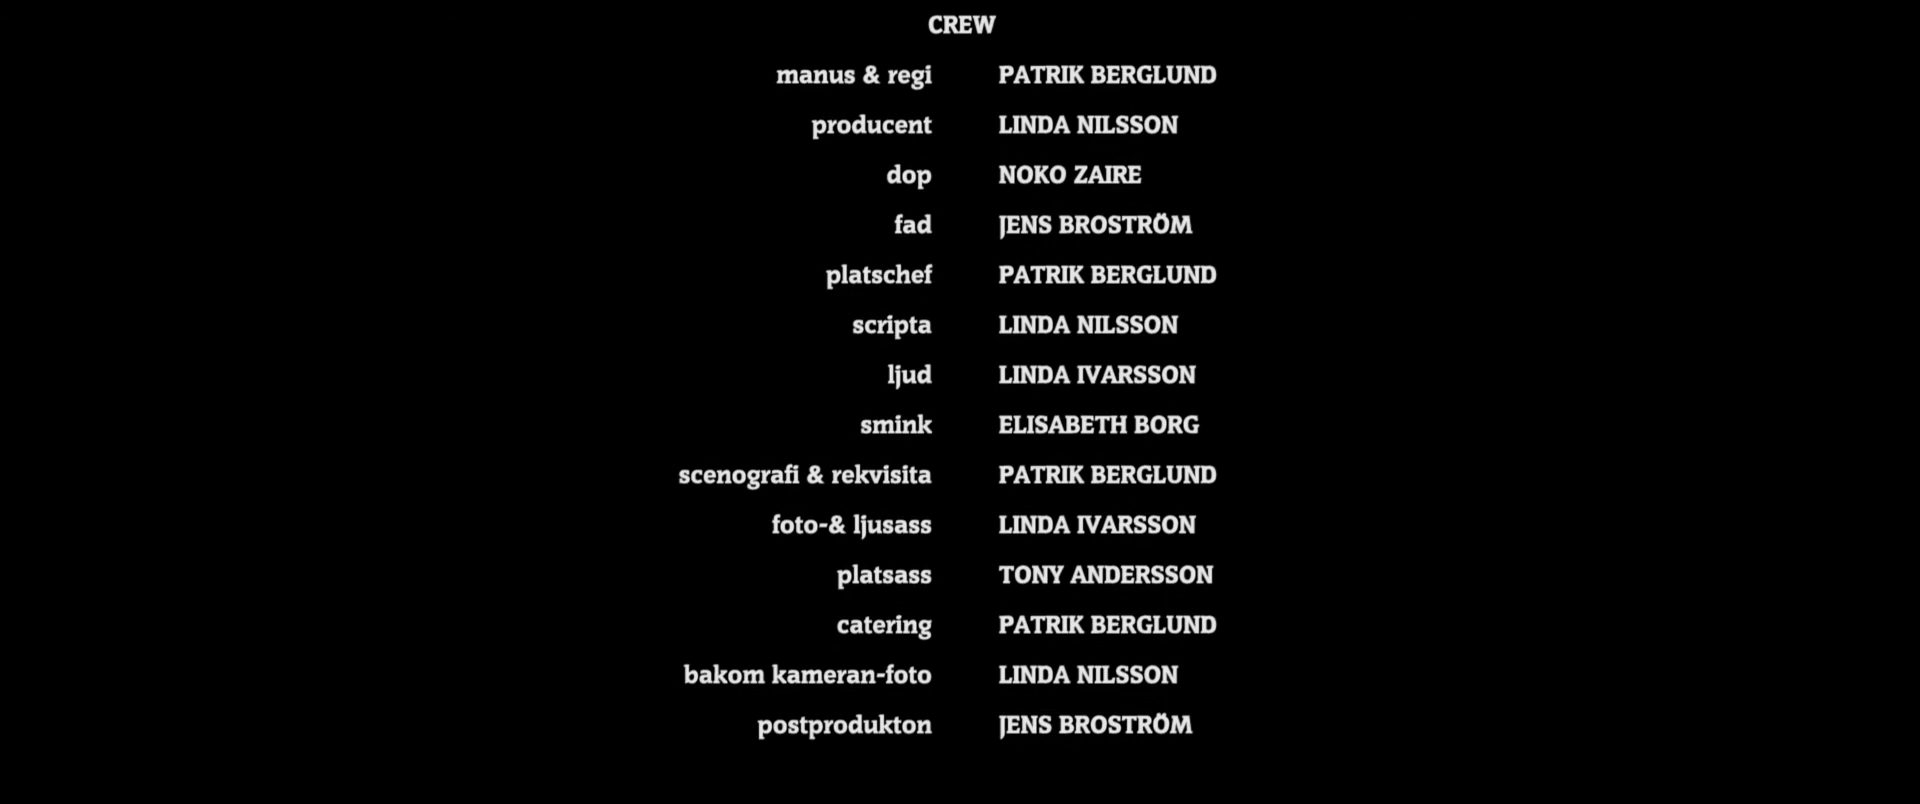 CREW
manus & regi PATRIK BERGLUND
producent LINDA NILSSON
dop NOKO ZAIRE
fad JENS BROSTRÖM
platschef PATRIK BERGLUND
scripta LINDA NILSSON
ljud LINDA IVARSSON
smink ELISABETH BORG
scenografi & rekvisita PATRIK BERGLUND
foto-& ljusass LINDA IVARSSON
platsass TONY ANDERSSON
catering PATRIK BERGLUND
bakom kameran-foto LINDA NILSSON
postprodukton JENS BROSTRÖM